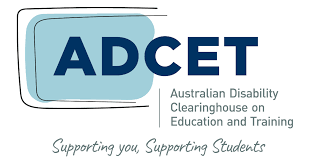 ADCET
Australian Disability
Clearinghouse on
Education and Training
Supporting you, Supporting Students